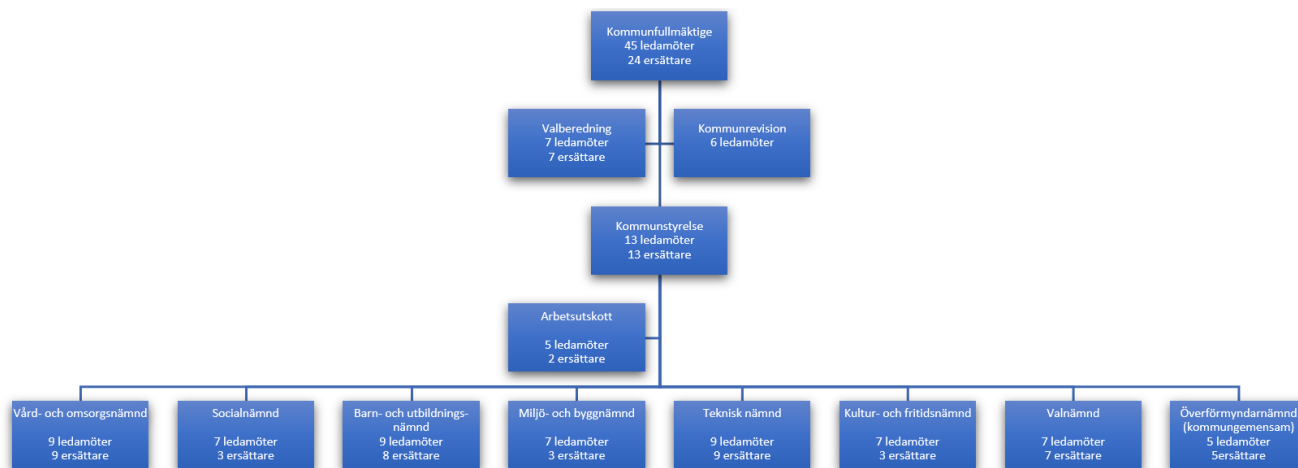 Kommunfullmäktige
45 ledamöter
24 ersättare
Valberedning
7 ledamöter
7 ersättare
Kommunrevision
6 ledamöter
Kommunstyrelse
13 ledamöter
13 ersättare
Arbetsutskott
5 ledamöter
2 ersättare
Vård- och omsorgsnämnd
9 ledamöter
9 ersättare
Socialnämnd
7 ledamöter
3 ersättare
Barn- och utbildnings-
nämnd
9 ledamöter
8 ersättare
Miljö- och byggnämnd
7 ledamöter
3 ersättare
Teknisk nämnd
9 ledamöter
9 ersättare
Kultur- och fritidsnämnd
7 ledamöter
3 ersättare
Valnämnd
7 ledamöter
7 ersättare
Överförmyndarnämnd
(kommungemensam)
5 ledamöter
5ersättare